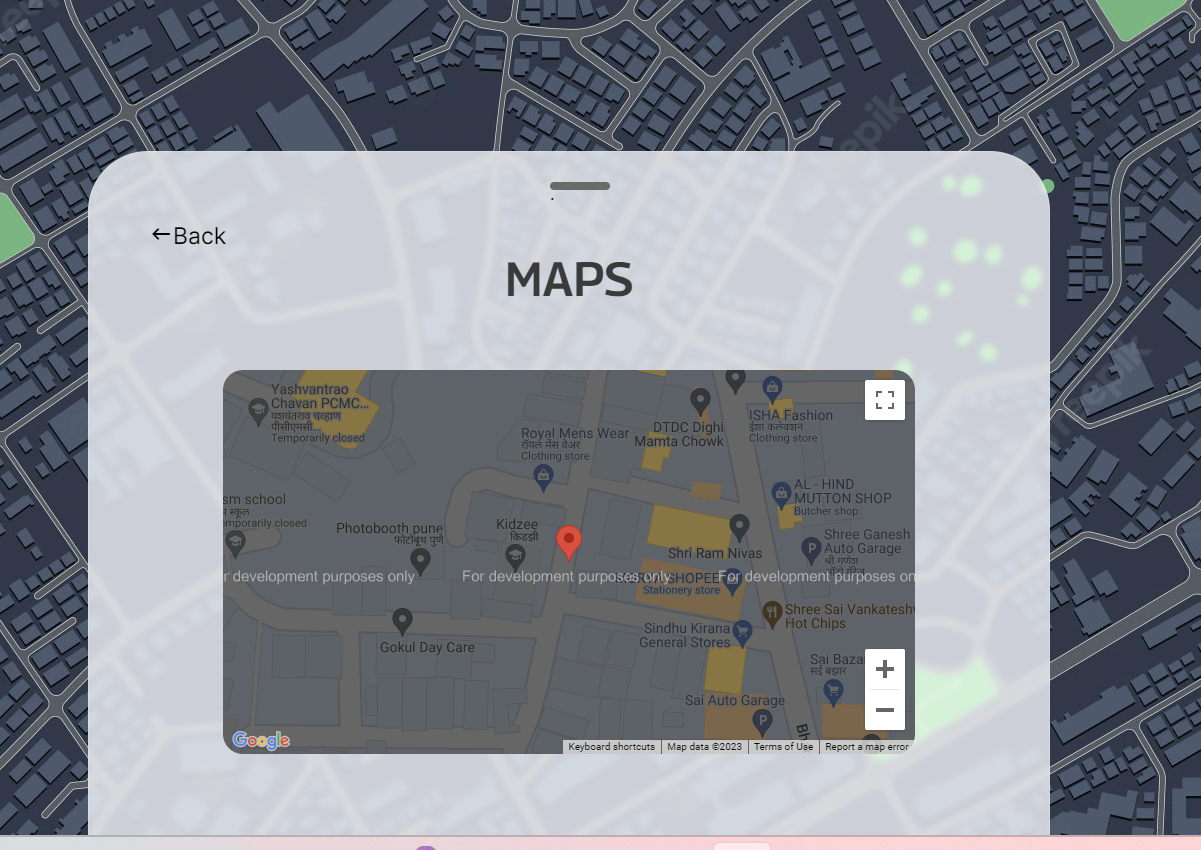 ←Back
MAPS
Yashvantrao
Chavan PCMC...
यशवंतराव चव्हाण
पीसीएमसी...
Temporarily closed
Royal Mens Wear
रॉयल मेंस वेअर
Clothing store
DTDC Dighi
Mamta Chowk
ISHA Fashion
ईशा कलेक्शन
Clothing store
AL - HIND
MUTTON SHOP
Butcher shop
sm school
स्कूल
emporarily closed
Photobooth pune
फोटोबूथ पुणे
Kidzee
किडझी
Shri Ram Nivas
Shree Ganesh
Auto Garage
श्री गणेश
r development purposes only
For development purposes only
For development purposes on
SHOPEE
Stationery store
Shree Sai Vankateshw
Hot Chips
Gokul Day Care
Sindhu Kirana
General Stores
Sai Baza
सई बझार
Sai Auto Garage
Bh
Google
Keyboard shortcuts
Map data ©2023
Terms of Use
Report a map error